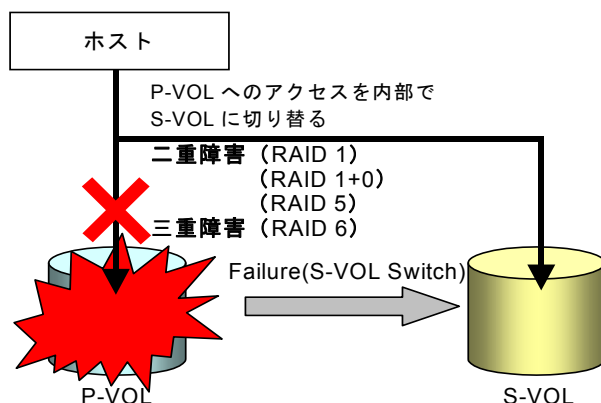 ホスト
P-VOL へのアクセスを内部で
S-VOL に切り替る
二重障害（RAID 1）
（RAID 1+0）
（RAID 5）
三重障害（RAID 6）
Failure(S-VOL Switch)
P-VOL
S-VOL